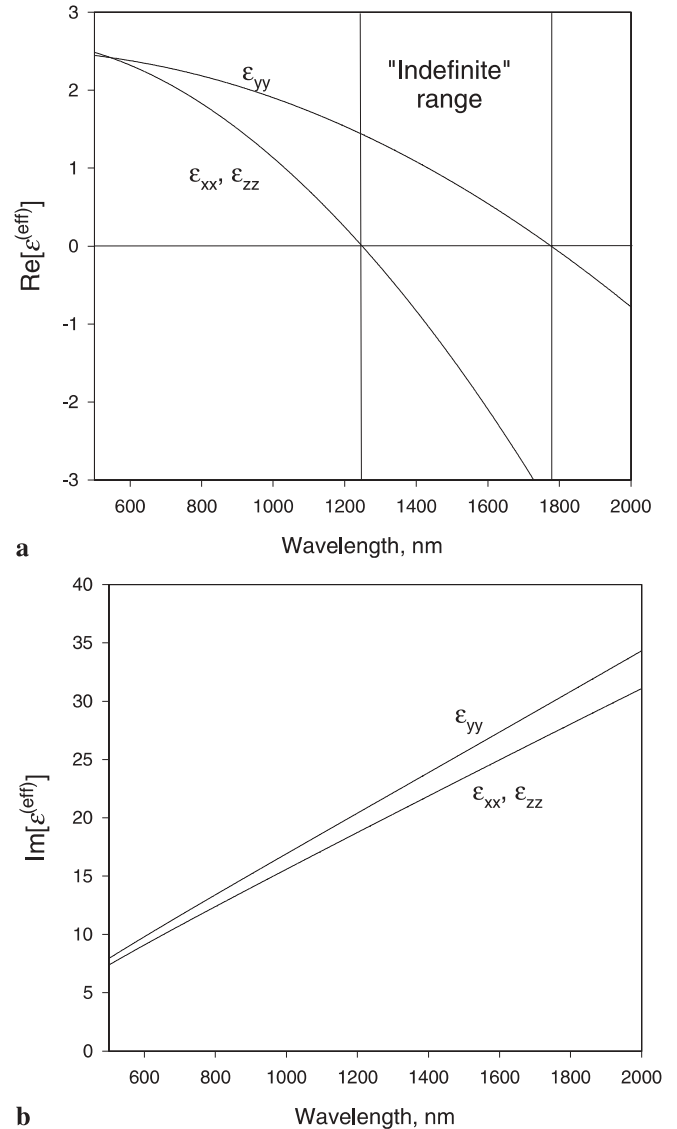 3
2
1
0
-1
-2
-3
Re[ε(eff)]
εyy
"Indefinite"
range
εxx, εzz
600 800 1000 1200 1400 1600 1800 2000
a
Wavelength, nm
40
35
30
25
20
15
10
5
0
Im[ε(eff)]
εyy
εxx, εzz
600 800 1000 1200 1400 1600 1800 2000
b
Wavelength, nm